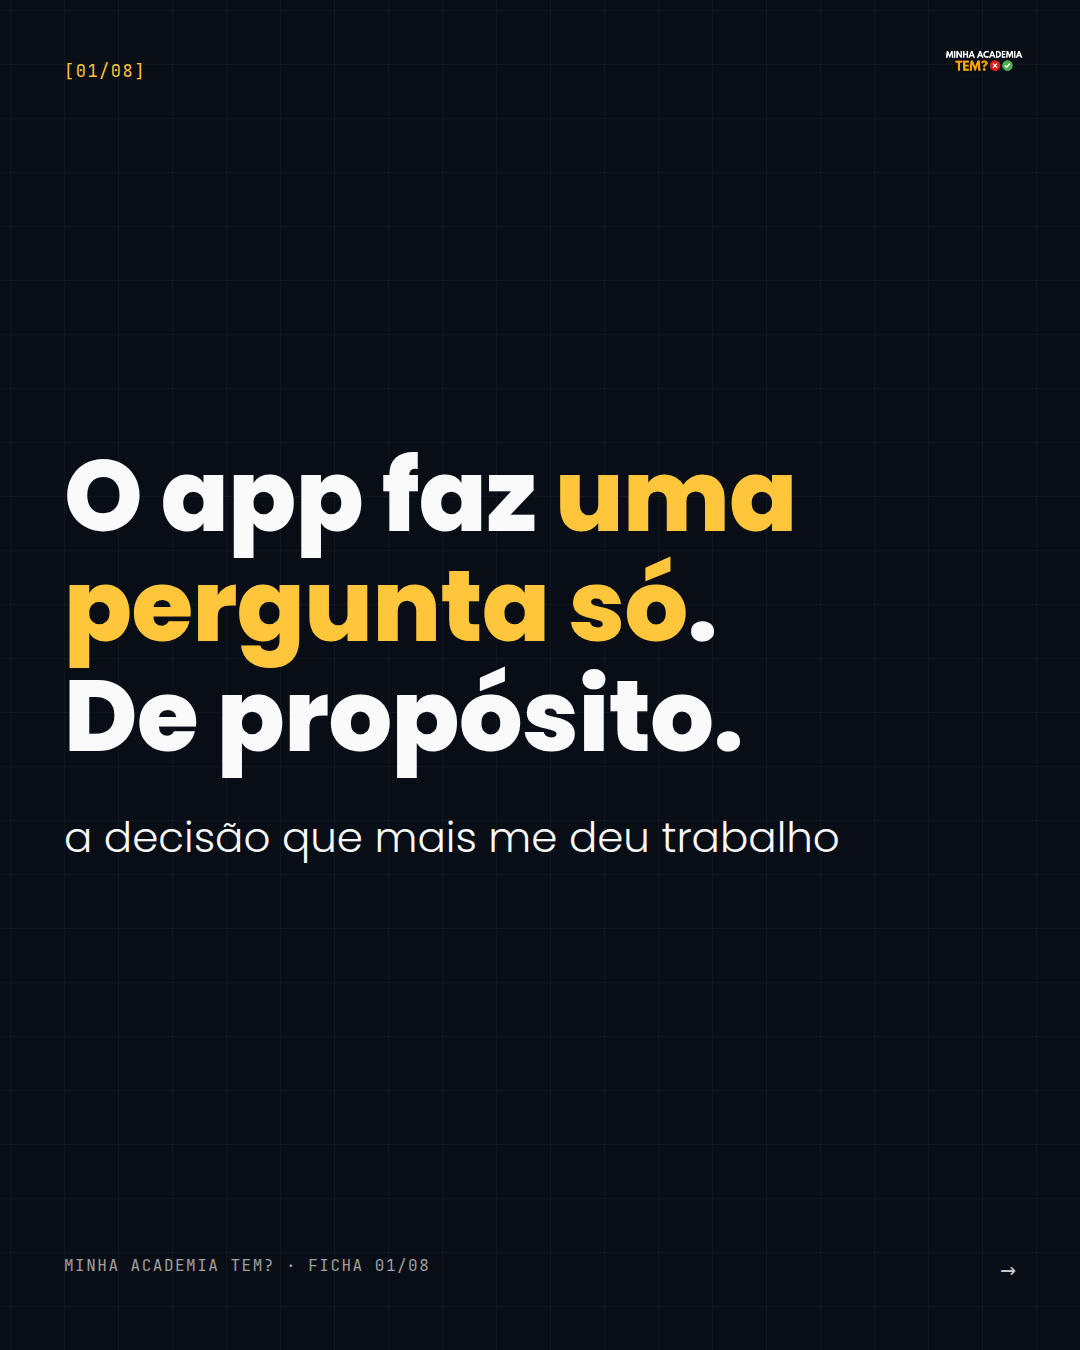 [01/08]
MINHA ACADEMIA
TEM?
O app faz uma
pergunta só.
De propósito.
a decisão que mais me deu trabalho
MINHA ACADEMIA TEM? · FICHA 01/08
→